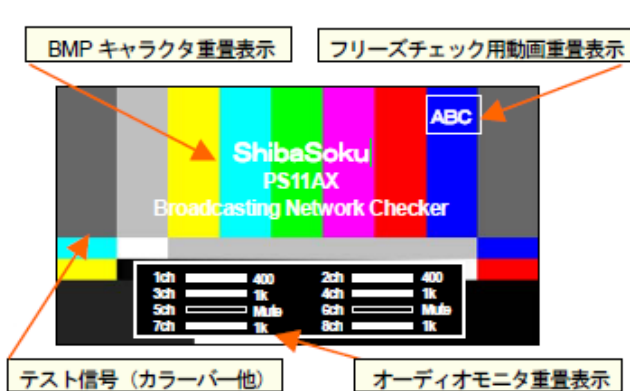 BMP キャラクタ重畳表示
フリーズチェック用動画重畳表示
ABC
ShibaSoku
PS11AX
Broadcasting Network Checker
1ch 400 2ch 400
3ch 1k 4ch 1k
5ch Mute 6ch Mute
7ch 1k 8ch 1k
テスト信号（カラーバー他）
オーディオモニタ重畳表示